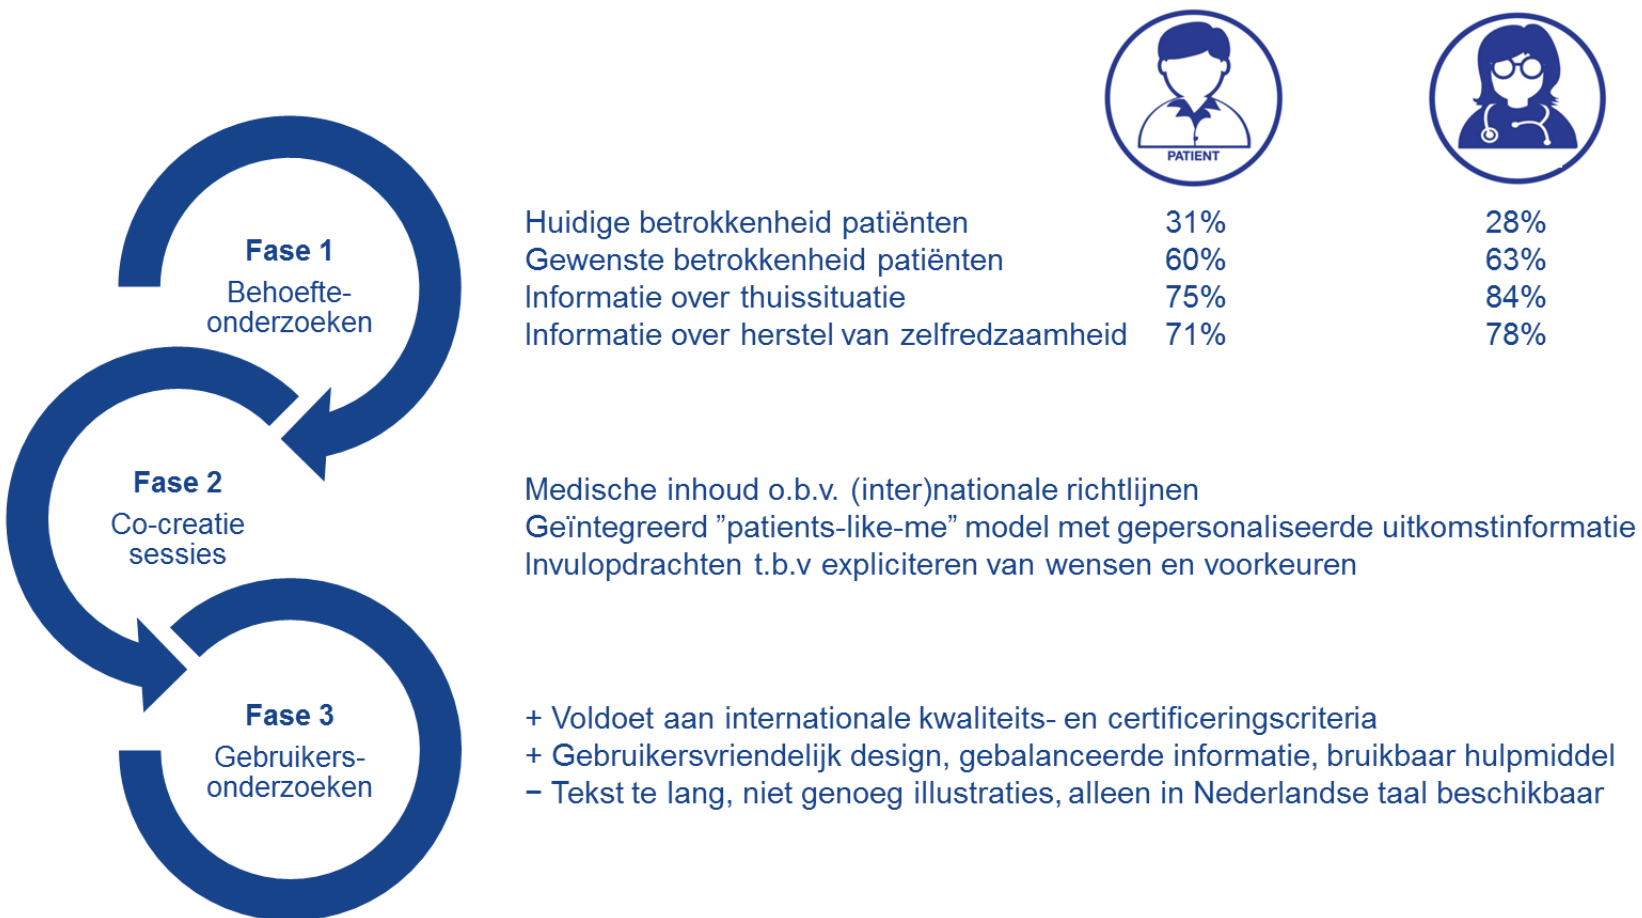 PATIENT
Fase 1
Behoefte-
onderzoeken
Huidige betrokkenheid patiënten 31% 28%
Gewenste betrokkenheid patiënten 60% 63%
Informatie over thuissituatie 75% 84%
Informatie over herstel van zelfredzaamheid 71% 78%
Fase 2
Co-creatie
sessies
Medische inhoud o.b.v. (inter)nationale richtlijnen
Geïntegreerd ”patients-like-me” model met gepersonaliseerde uitkomstinformatie
Invulopdrachten t.b.v expliciteren van wensen en voorkeuren
Fase 3
Gebruikers-
onderzoeken
+ Voldoet aan internationale kwaliteits- en certificeringscriteria
+ Gebruikersvriendelijk design, gebalanceerde informatie, bruikbaar hulpmiddel
− Tekst te lang, niet genoeg illustraties, alleen in Nederlandse taal beschikbaar